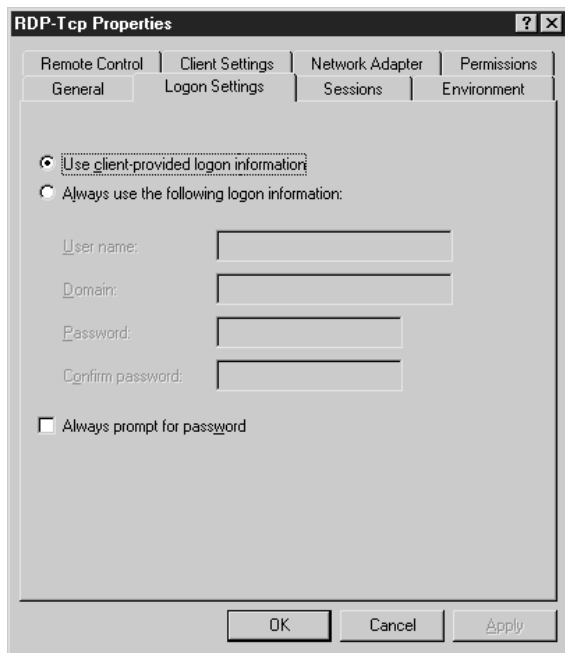 RDP-Tcp Properties
Remote Control Client Settings Network Adapter Permissions
General Logon Settings Sessions Environment
Use client-provided logon information
Always use the following logon information:
User name:
Domain:
Password:
Confirm password:
Always prompt for password
OK Cancel Apply